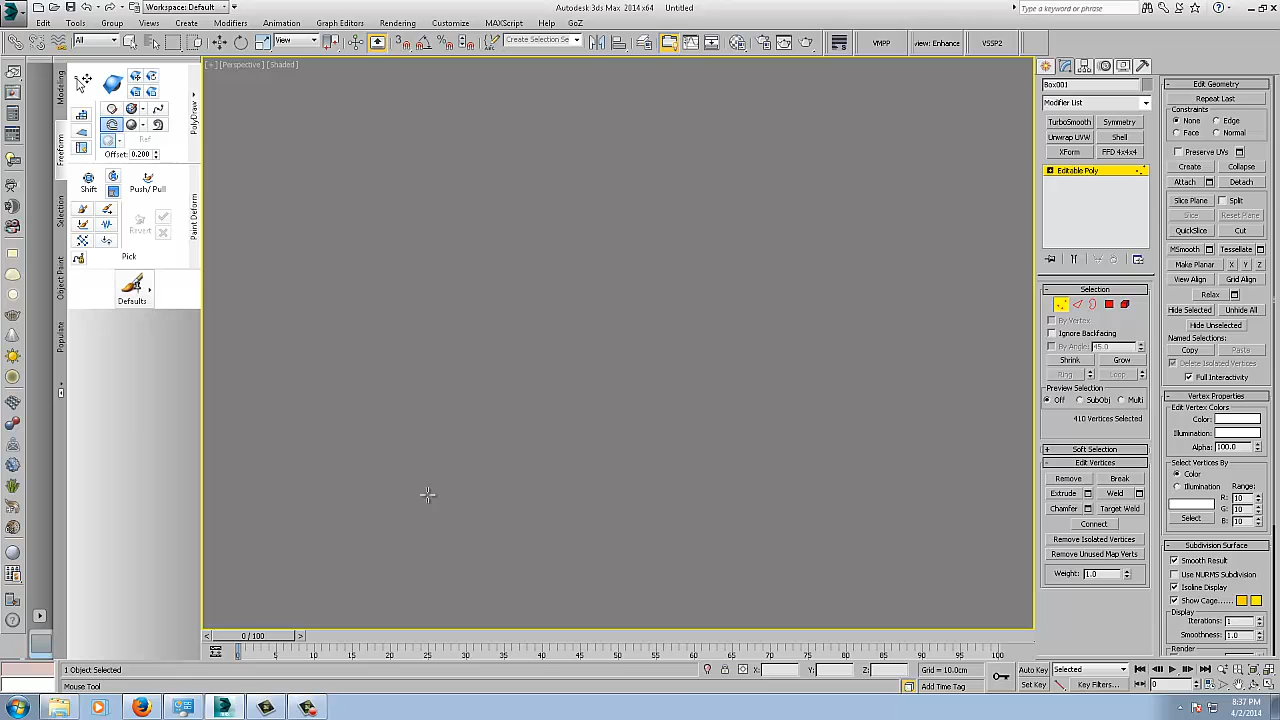 Workspace: Default
Autodesk 3ds Max 2014 x64 Untitled
Type a keyword or phrase
Edit Tools Group Views Create Modifiers Animation Graph Editors Rendering Customize MAXScript Help GoZ
All View Create Selection Se VMPP view: Enhance VSSP2
[+] [Perspective] [Shaded]
Modeling
Freeform
Selection
Object Paint
Populate
PolyDraw
Ref
Offset: 0.200
Shift Push/ Pull
Paint Deform
Revert
Pick
Defaults
Box001
Modifier List
TurboSmooth Symmetry
Unwrap UVW Shell
XForm FFD 4x4x4
Editable Poly
- Selection
By Vertex
Ignore Backfacing
By Angle: 45.0
Shrink Grow
Ring Loop
Preview Selection
Off SubObj Multi
410 Vertices Selected
+ Soft Selection
- Edit Vertices
Remove Break
Extrude Weld
Chamfer Target Weld
Connect
Remove Isolated Vertices
Remove Unused Map Verts
Weight: 1.0
- Edit Geometry
Repeat Last
Constraints
None Edge
Face Normal
Preserve UVs
Create Collapse
Attach Detach
Slice Plane Split
Slice Reset Plane
QuickSlice Cut
MSmooth Tessellate
Make Planar X Y Z
View Align Grid Align
Relax
Hide Selected Unhide All
Hide Unselected
Named Selections:
Copy Paste
Delete Isolated Vertices
Full Interactivity
- Vertex Properties
Edit Vertex Colors
Color:
Illumination:
Alpha: 100.0
Select Vertices By
Color
Illumination Range:
R: 10
G: 10
B: 10
Select
- Subdivision Surface
Smooth Result
Use NURMS Subdivision
Isoline Display
Show Cage......
Display
Iterations: 1
Smoothness: 1.0
Render
< 0 / 100 >
0 5 10 15 20 25 30 35 40 45 50 55 60 65 70 75 80 85 90 95 100
1 Object Selected X: Y: Z: Grid = 10.0cm Auto Key Selected
Mouse Tool Add Time Tag Set Key Key Filters... 0
8:37 PM
4/2/2014